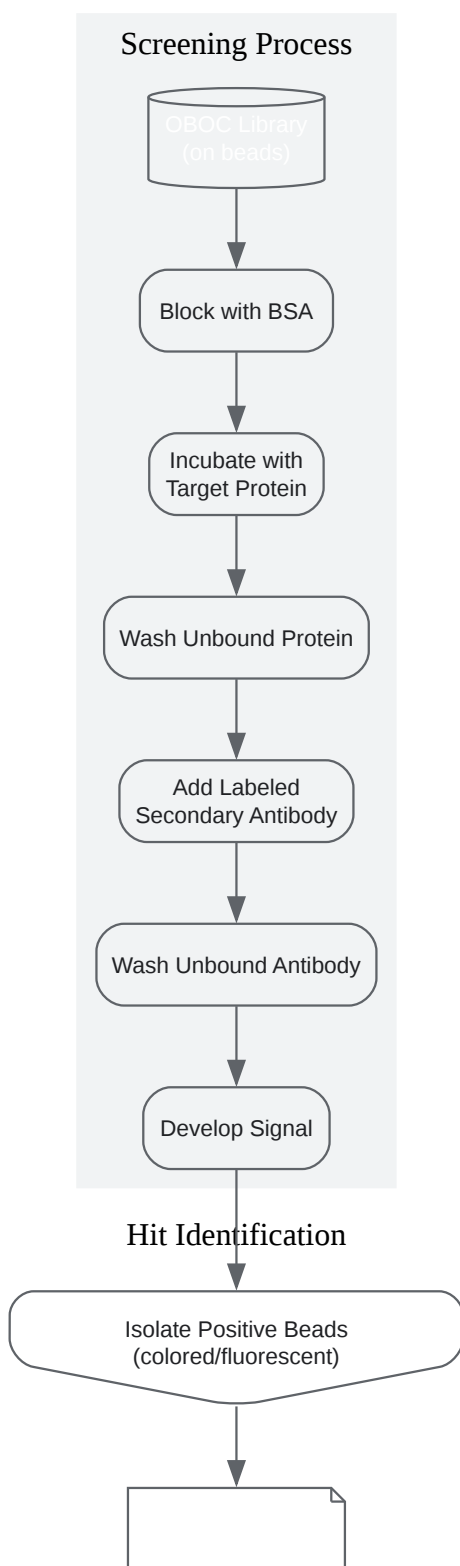 Screening Process
OBOC Library
(on beads)
Block with BSA
Incubate with
Target Protein
Wash Unbound Protein
Add Labeled
Secondary Antibody
Wash Unbound Antibody
Develop Signal
Hit Identification
Isolate Positive Beads
(colored/fluorescent)